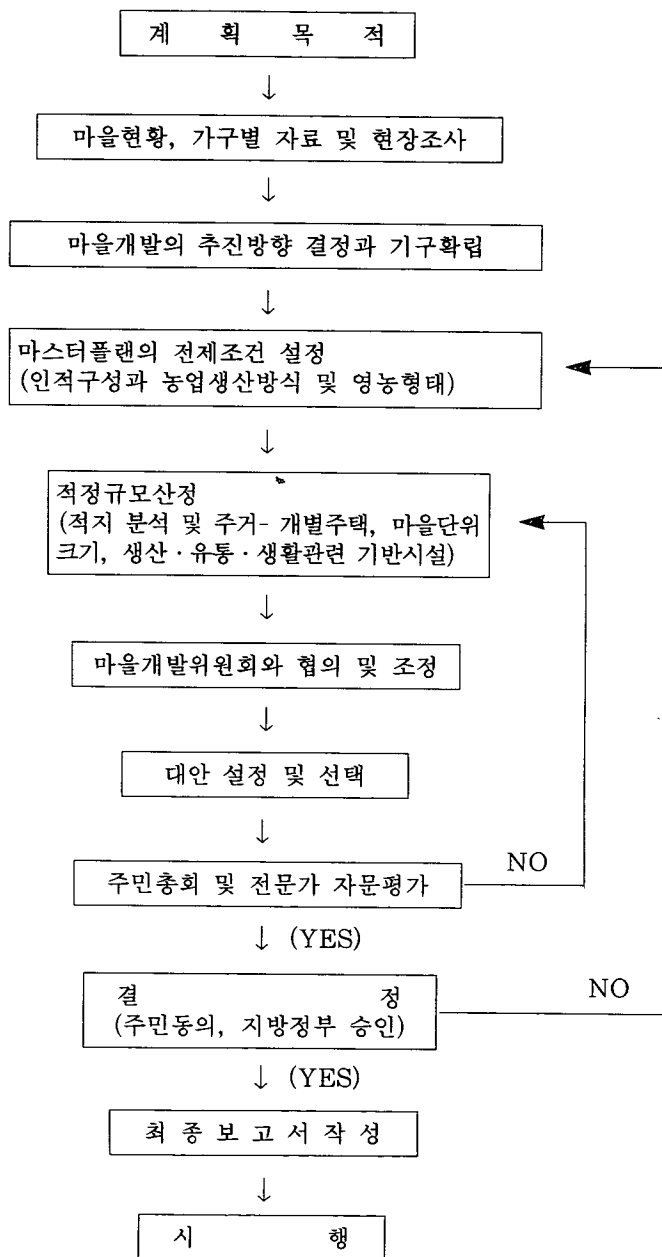 계 획 목 적
↓
마을현황, 가구별 자료 및 현장조사
↓
마을개발의 추진방향 결정과 기구확립
↓
마스터플랜의 전제조건 설정
(인적구성과 농업생산방식 및 영농형태)
↓
적정규모산정
(적지 분석 및 주거- 개별주택, 마을단위
크기, 생산·유통·생활관련 기반시설)
↓
마을개발위원회와 협의 및 조정
↓
대안 설정 및 선택
↓
주민총회 및 전문가 자문평가
NO
↓ (YES)
결 정
(주민동의, 지방정부 승인)
NO
↓ (YES)
최 종 보 고 서 작 성
↓
시 행